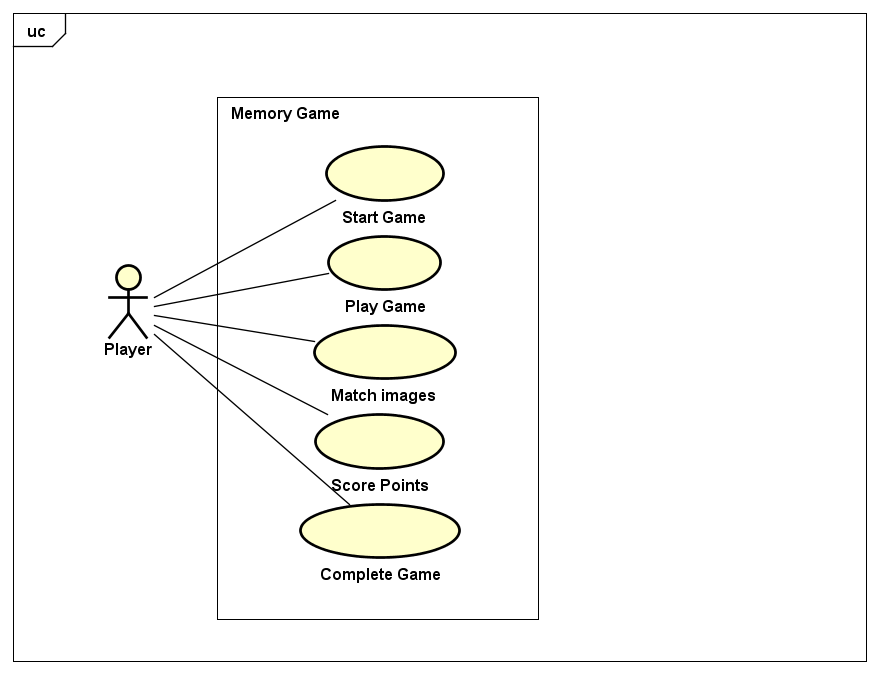 uc
Memory Game
Start Game
Play Game
Player
Match images
Score Points
Complete Game